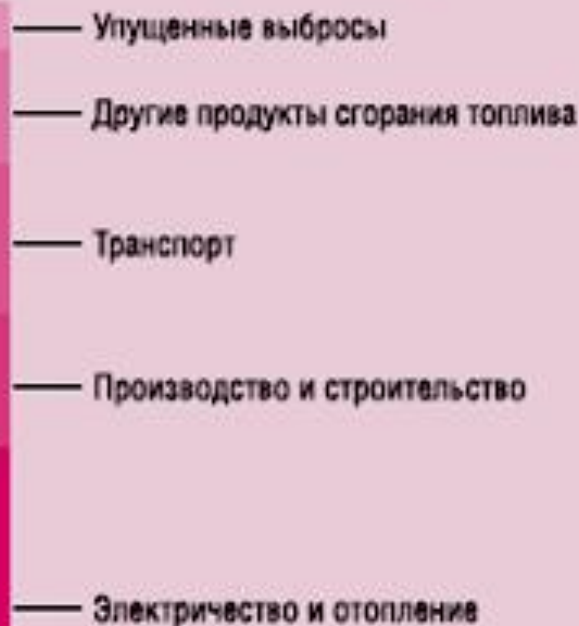 Упущенные выбросы
Другие продукты сгорания топлива
Транспорт
Производство и строительство
Электричество и отопление